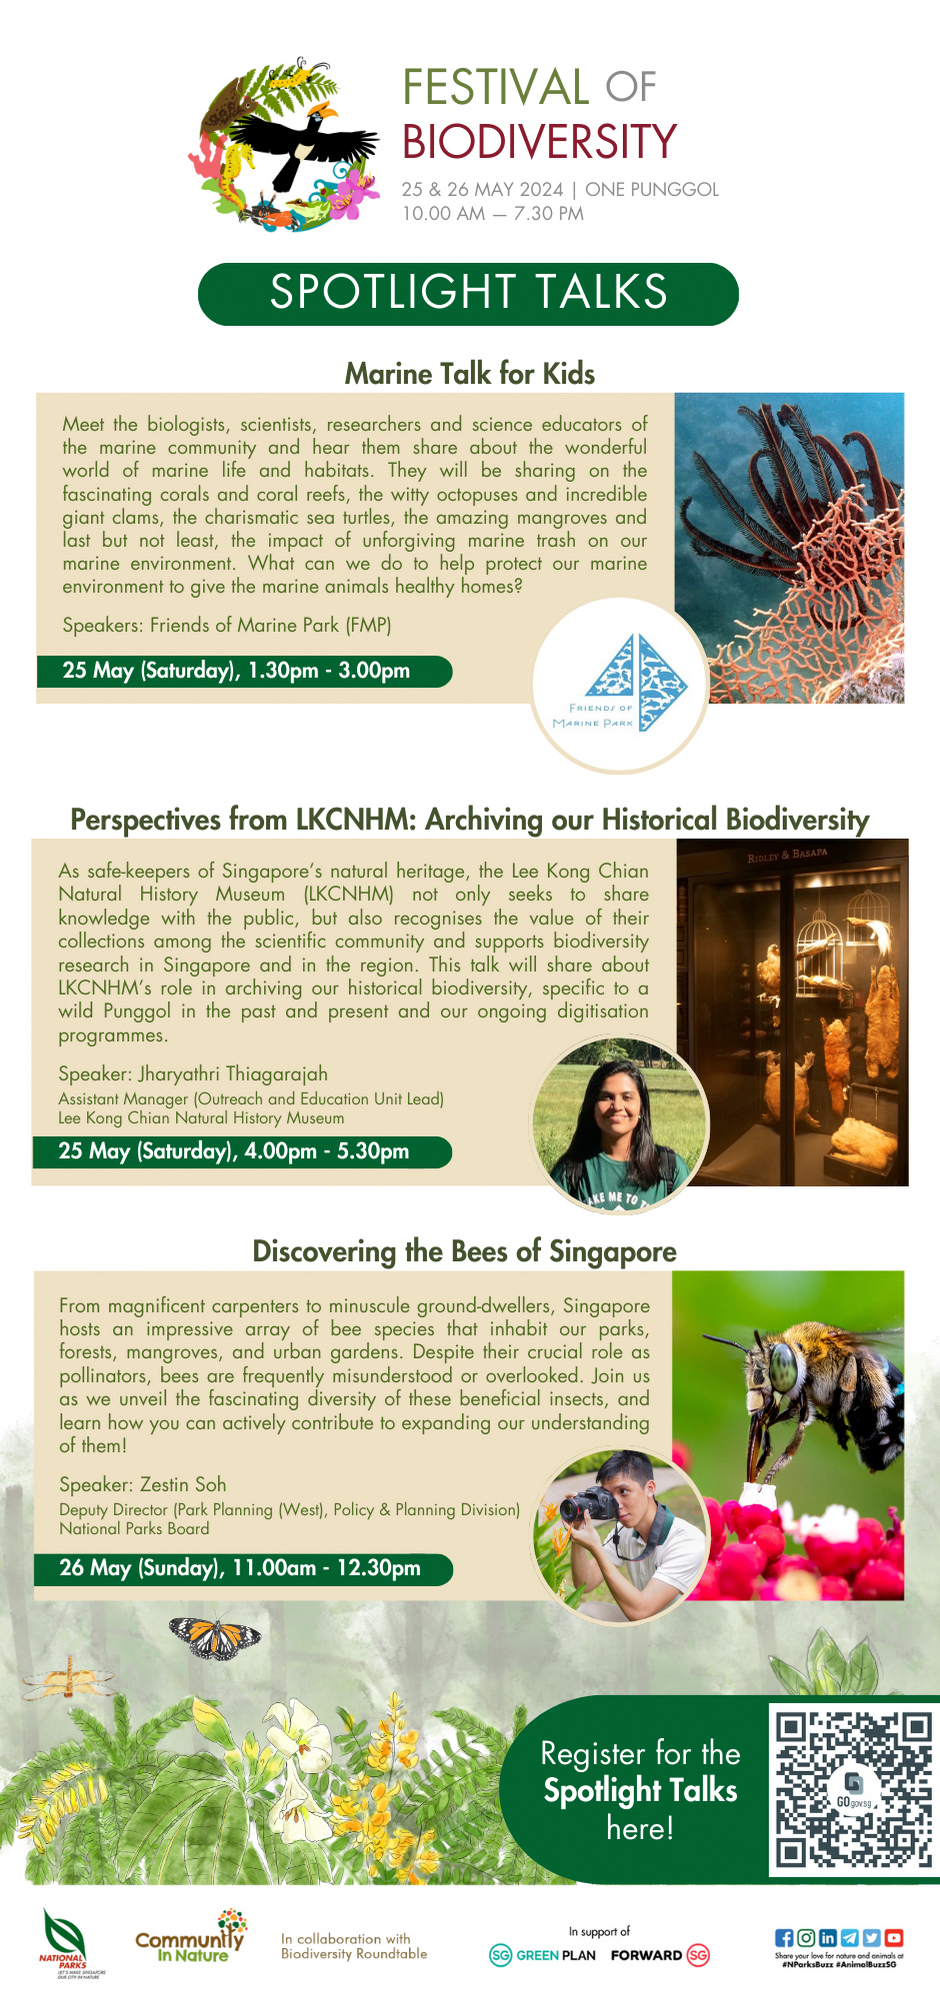 FESTIVAL OF
BIODIVERSITY
25 & 26 MAY 2024 | ONE PUNGGOL
10.00 AM — 7.30 PM
SPOTLIGHT TALKS
Marine Talk for Kids
Meet the biologists, scientists, researchers and science educators of
the marine community and hear them share about the wonderful
world of marine life and habitats. They will be sharing on the
fascinating corals and coral reefs, the witty octopuses and incredible
giant clams, the charismatic sea turtles, the amazing mangroves and
last but not least, the impact of unforgiving marine trash on our
marine environment. What can we do to help protect our marine
environment to give the marine animals healthy homes?
Speakers: Friends of Marine Park (FMP)
25 May (Saturday), 1.30pm - 3.00pm
FRIENDS OF
MARINE PARK
Perspectives from LKCNHM: Archiving our Historical Biodiversity
RIDLEY & BASAPA
As safe-keepers of Singapore's natural heritage, the Lee Kong Chian
Natural History Museum (LKCNHM) not only seeks to share
knowledge with the public, but also recognises the value of their
collections among the scientific community and supports biodiversity
research in Singapore and in the region. This talk will share about
LKCNHM's role in archiving our historical biodiversity, specific to a
wild Punggol in the past and present and our ongoing digitisation
programmes.
Speaker: Jharyathri Thiagarajah
Assistant Manager (Outreach and Education Unit Lead)
Lee Kong Chian Natural History Museum
25 May (Saturday), 4.00pm - 5.30pm
AKE ME TO T
Discovering the Bees of Singapore
From magnificent carpenters to minuscule ground-dwellers, Singapore
hosts an impressive array of bee species that inhabit our parks,
forests, mangroves, and urban gardens. Despite their crucial role as
pollinators, bees are frequently misunderstood or overlooked. Join us
as we unveil the fascinating diversity of these beneficial insects, and
learn how you can actively contribute to expanding our understanding
of them!
Speaker: Zestin Soh
Deputy Director (Park Planning (West), Policy & Planning Division)
National Parks Board
26 May (Sunday), 11.00am - 12.30pm
Register for the
Spotlight Talks
here!
GO.gov.sg
NATIONAL
PARKS
LET'S MAKE SINGAPORE
OUR CITY IN NATURE
Community
In Nature
In collaboration with
Biodiversity Roundtable
In support of
SG GREEN PLAN FORWARD SG
Share your love for nature and animals at
#NParksBuzz #AnimalBuzzSG